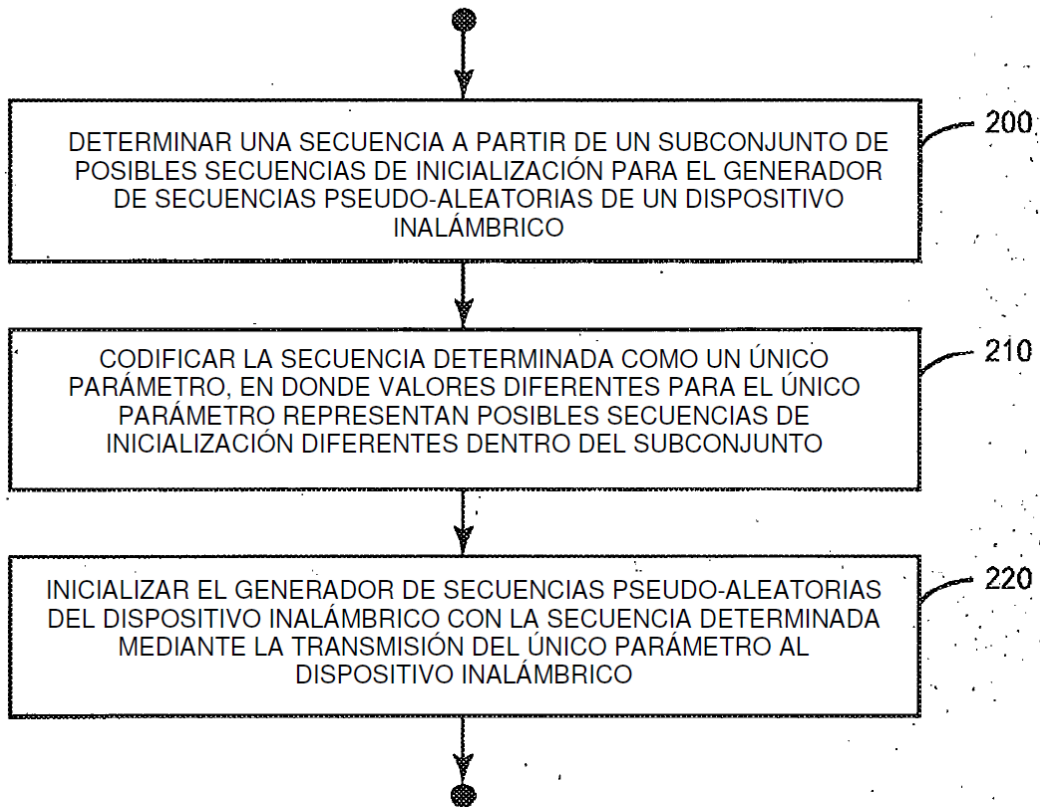 DETERMINAR UNA SECUENCIA A PARTIR DE UN SUBCONJUNTO DE
POSIBLES SECUENCIAS DE INICIALIZACIÓN PARA EL GENERADOR
DE SECUENCIAS PSEUDO-ALEATORIAS DE UN DISPOSITIVO
INALÁMBRICO
200
CODIFICAR LA SECUENCIA DETERMINADA COMO UN ÚNICO
PARÁMETRO, EN DONDE VALORES DIFERENTES PARA EL ÚNICO
PARÁMETRO REPRESENTAN POSIBLES SECUENCIAS DE
INICIALIZACIÓN DIFERENTES DENTRO DEL SUBCONJUNTO
210
INICIALIZAR EL GENERADOR DE SECUENCIAS PSEUDO-ALEATORIAS
DEL DISPOSITIVO INALÁMBRICO CON LA SECUENCIA DETERMINADA
MEDIANTE LA TRANSMISIÓN DEL ÚNICO PARÁMETRO AL
DISPOSITIVO INALÁMBRICO
220